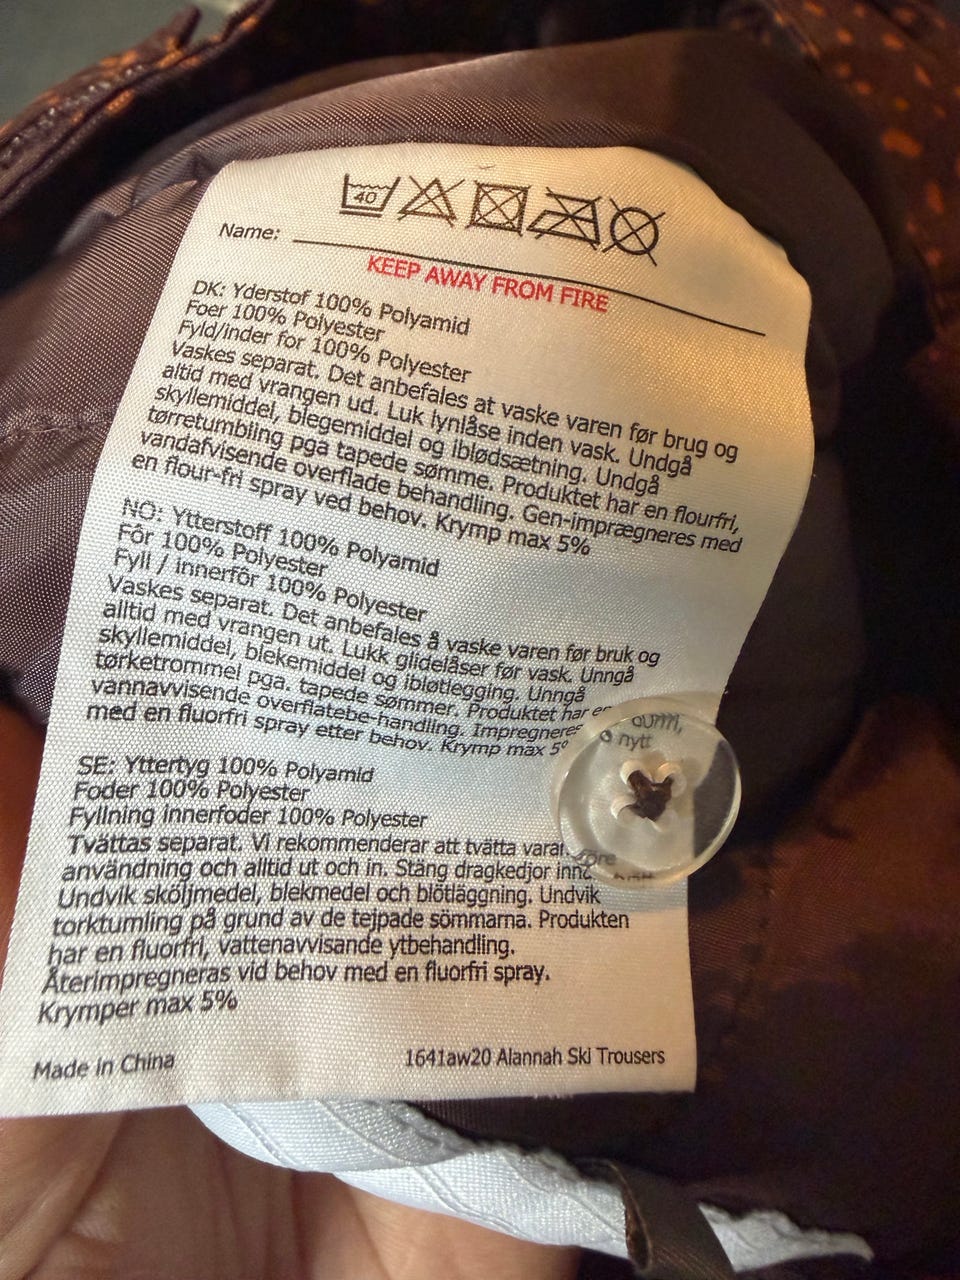 40
Name:
KEEP AWAY FROM FIRE
DK: Yderstof 100% Polyamid
Foer 100% Polyester
Fyld/inder for 100% Polyester
Vaskes separat. Det anbefales at vaske varen før brug og
altid med vrangen ud. Luk lynlåse inden vask. Undgå
skyllemiddel, blegemiddel og iblødsætning. Undgå
tørretumbling pga tapede sømme. Produktet har en flourfri,
vandafvisende overflade behandling. Gen-imprægneres med
en flour-fri spray ved behov. Krymp max 5%
NO: Ytterstoff 100% Polyamid
Fôr 100% Polyester
Fyll / innerfôr 100% Polyester
Vaskes separat. Det anbefales å vaske varen før bruk og
alltid med vrangen ut. Lukk glidelåser før vask. Unngå
skyllemiddel, blekemiddel og ibløtlegging. Unngå
tørketrommel pga. tapede sømmer. Produktet har
vannavvisende overflatebe-handling. Impregneres nytt
med en fluorfri spray etter behov. Krymp max
SE: Yttertyg 100% Polyamid
Foder 100% Polyester
Fyllning innerfoder 100% Polyester
Tvättas separat. Vi rekommenderar att tvätta före
användning och alltid ut och in. Stäng dragkedjor
Undvik sköljmedel, blekmedel och blötläggning. Undvik
torktumling på grund av de tejpade sömmarna. Produkten
har en fluorfri, vattenavvisande ytbehandling.
Återimpregneras vid behov med en fluorfri spray.
Krymper max 5%
Made in China
1641aw20 Alannah Ski Trousers